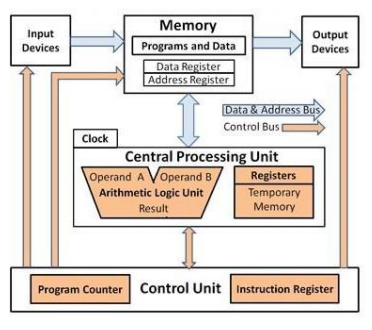 Input
Devices
Memory
Programs and Data
Data Register
Address Register
Output
Devices
Data & Address Bus
Control Bus
Clock
Central Processing Unit
Operand A Operand B
Arithmetic Logic Unit
Result
Registers
Temporary
Memory
Program Counter
Control Unit
Instruction Register